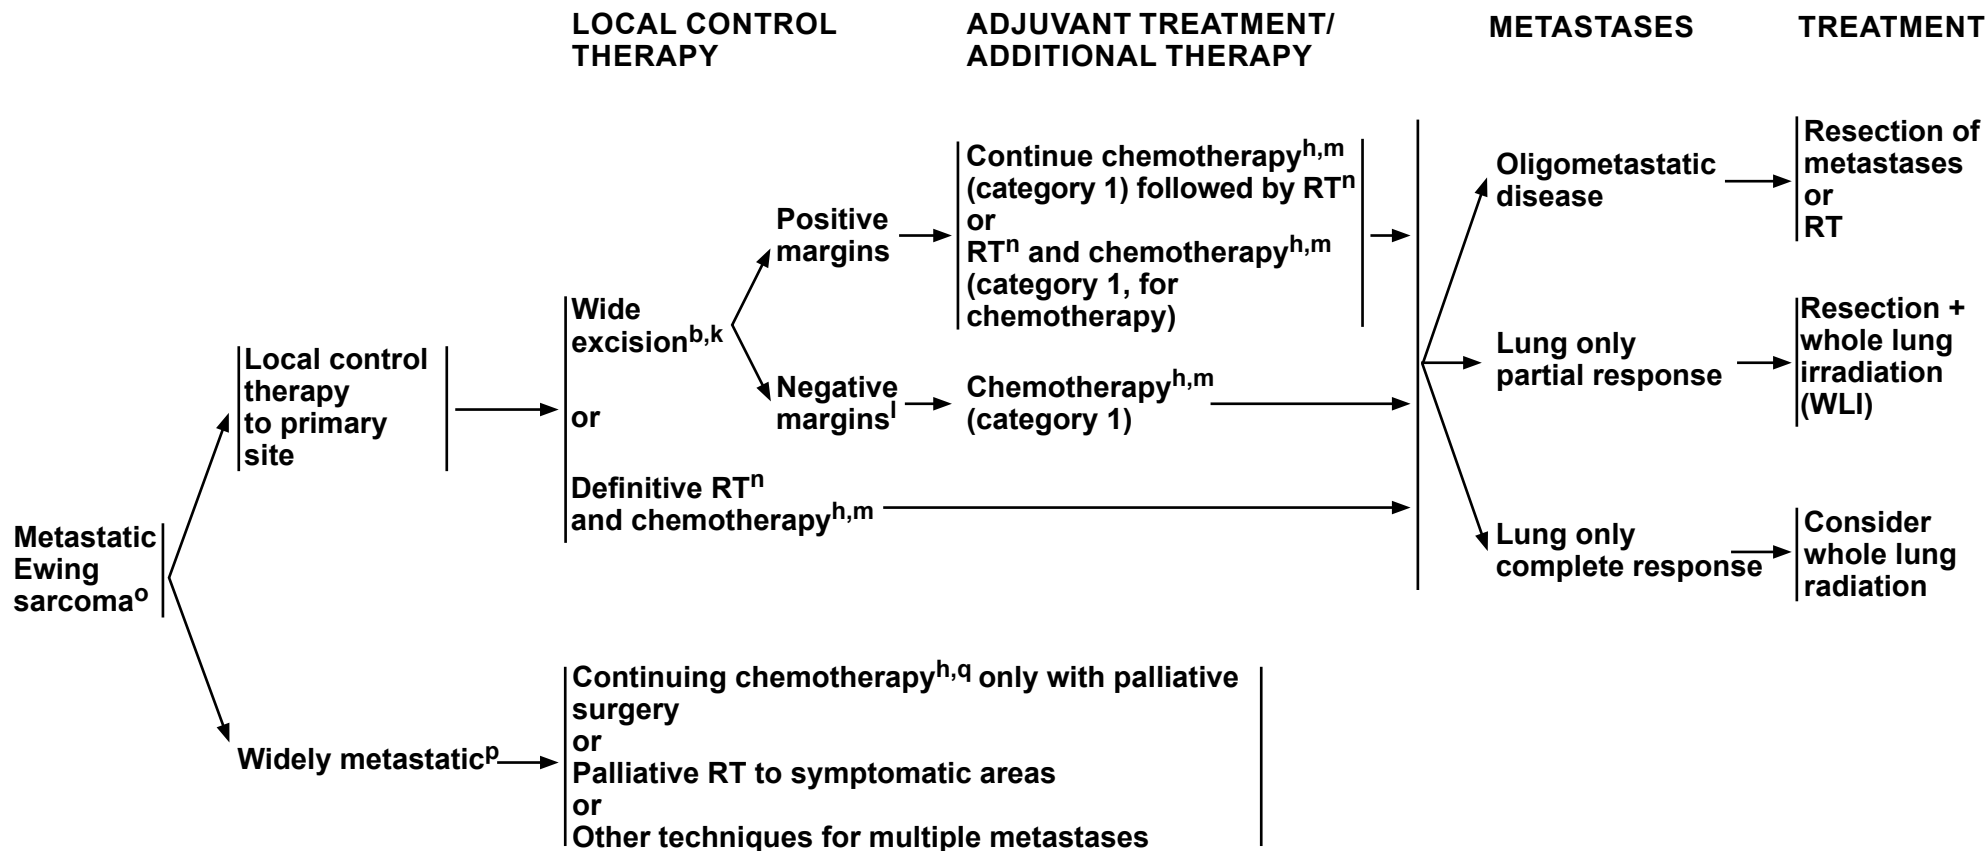 LOCAL CONTROL
THERAPY
ADJUVANT TREATMENT/
ADDITIONAL THERAPY
METASTASES
TREATMENT
Metastatic
Ewing
sarcomaᵒ
Local control
therapy
to primary
site
Wide
excisionᵇ,ᵏ
or
Definitive RTⁿ
and chemotherapyʰ,ᵐ
Positive
margins
Negative
marginsˡ
Continue chemotherapyʰ,ᵐ
(category 1) followed by RTⁿ
or
RTⁿ and chemotherapyʰ,ᵐ
(category 1, for
chemotherapy)
Chemotherapyʰ,ᵐ
(category 1)
Oligometastatic
disease
Resection of
metastases
or
RT
Lung only
partial response
Resection +
whole lung
irradiation
(WLI)
Lung only
complete response
Consider
whole lung
radiation
Widely metastaticᵖ
Continuing chemotherapyʰ,q only with palliative
surgery
or
Palliative RT to symptomatic areas
or
Other techniques for multiple metastases